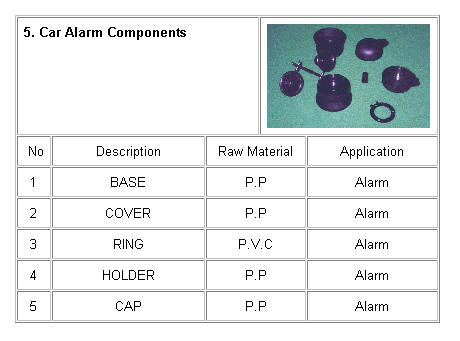 5. Car Alarm Components
No Description Raw Material Application
1 BASE P.P Alarm
2 COVER P.P Alarm
3 RING P.V.C Alarm
4 HOLDER P.P Alarm
5 CAP P.P Alarm